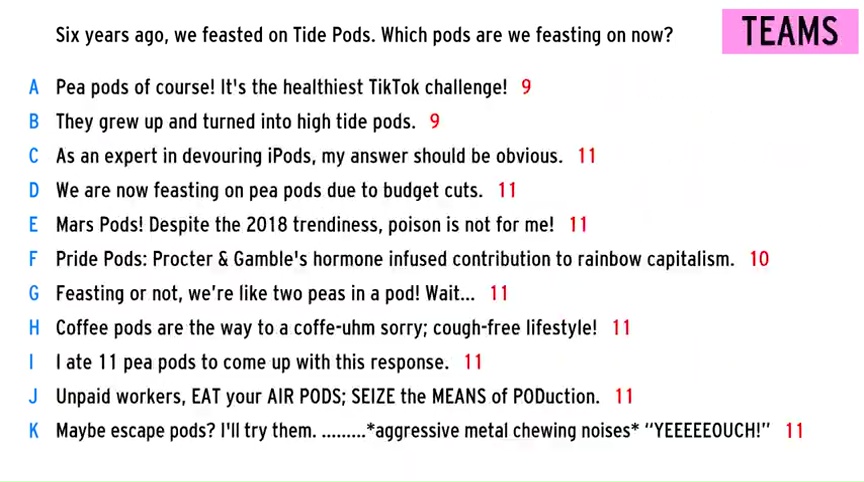 Six years ago, we feasted on Tide Pods. Which pods are we feasting on now?
TEAMS
A Pea pods of course! It's the healthiest TikTok challenge! 9
B They grew up and turned into high tide pods. 9
C As an expert in devouring iPods, my answer should be obvious. 11
D We are now feasting on pea pods due to budget cuts. 11
E Mars Pods! Despite the 2018 trendiness, poison is not for me! 11
F Pride Pods: Procter & Gamble's hormone infused contribution to rainbow capitalism. 10
G Feasting or not, we're like two peas in a pod! Wait... 11
H Coffee pods are the way to a coffe-uhm sorry; cough-free lifestyle! 11
I I ate 11 pea pods to come up with this response. 11
J Unpaid workers, EAT your AIR PODS; SEIZE the MEANS of PODuction. 11
K Maybe escape pods? I'll try them. .........*aggressive metal chewing noises* “YEEEEEOUCH!” 11